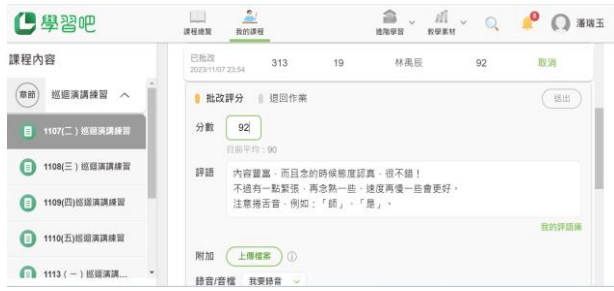 學習吧
課程總覽 我的課程 進階學習 教學素材 潘瑞玉
課程內容
章節 巡迴演講練習
1107(二) 巡迴演講練習
1108(三) 巡迴演講練習
1109(四)巡迴演講練習
1110(五)巡迴演講練習
1113 (一) 巡迴演講...
已批改
2023/11/07 23:54 313 19 林禹辰 92 取消
批改評分 退回作業 送出
分數 92
目前平均:90
評語 內容豐富,而且念的時候態度認真,很不錯!
不過有一點緊張,再念熟一些、速度再慢一些會更好。
注意捲舌音,例如:「師」、「是」。
我的評語庫
附加 上傳檔案
錄音/音檔 我要錄音